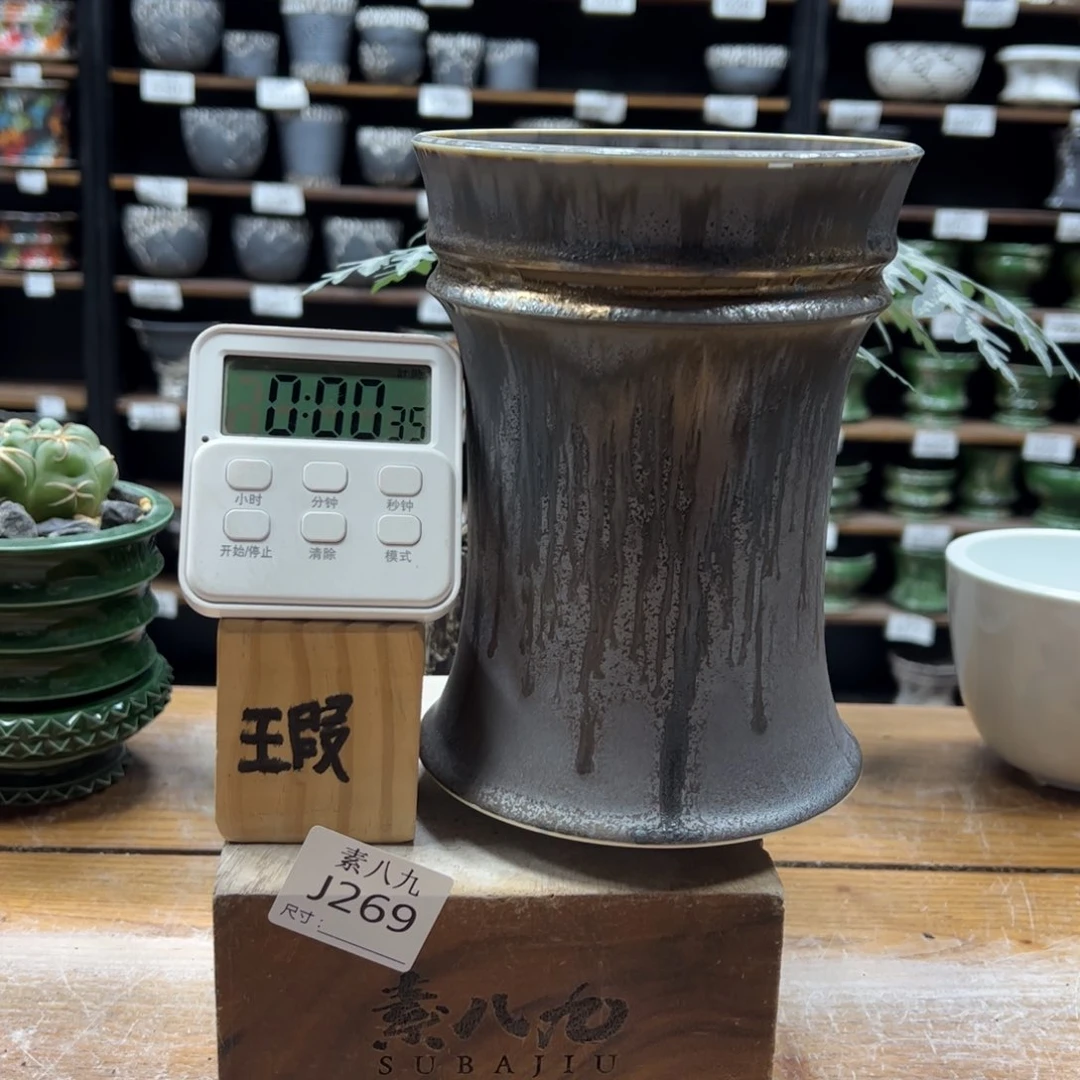 0:00 35
小时 分钟 秒钟
开始/停止 清除 模式
瑕
素八九
J269
尺寸:
素八九
SUBAJIU